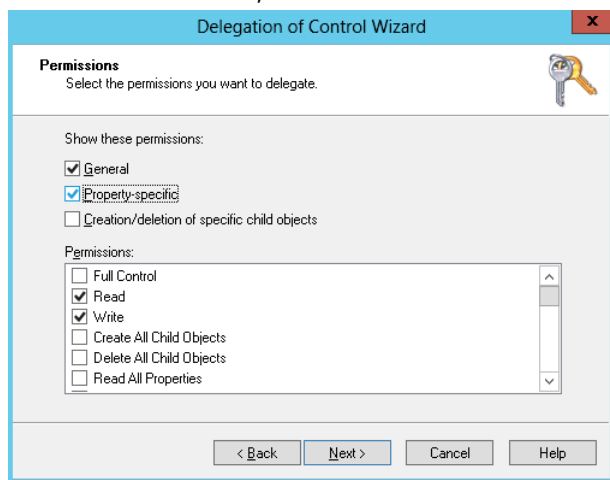 Delegation of Control Wizard
x
Permissions
Select the permissions you want to delegate.
Show these permissions:
General
Property-specific
Creation/deletion of specific child objects
Permissions:
Full Control
Read
Write
Create All Child Objects
Delete All Child Objects
Read All Properties
< Back Next > Cancel Help